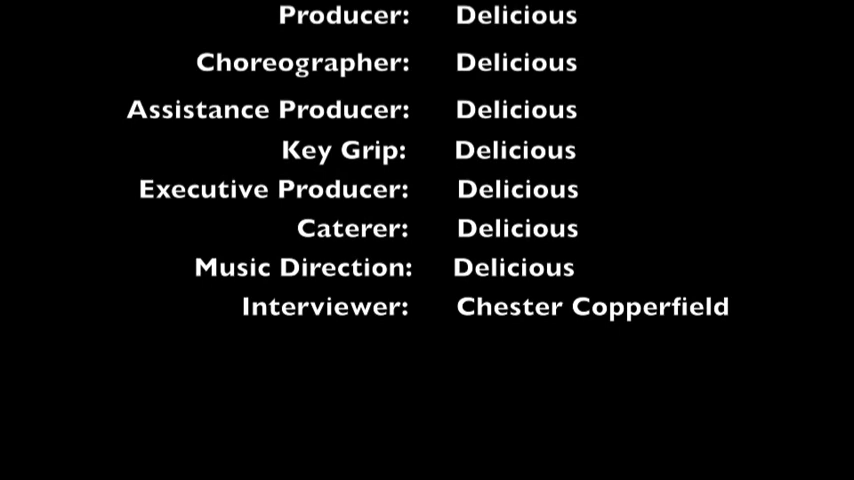 Producer: Delicious
Choreographer: Delicious
Assistance Producer: Delicious
Key Grip: Delicious
Executive Producer: Delicious
Caterer: Delicious
Music Direction: Delicious
Interviewer: Chester Copperfield